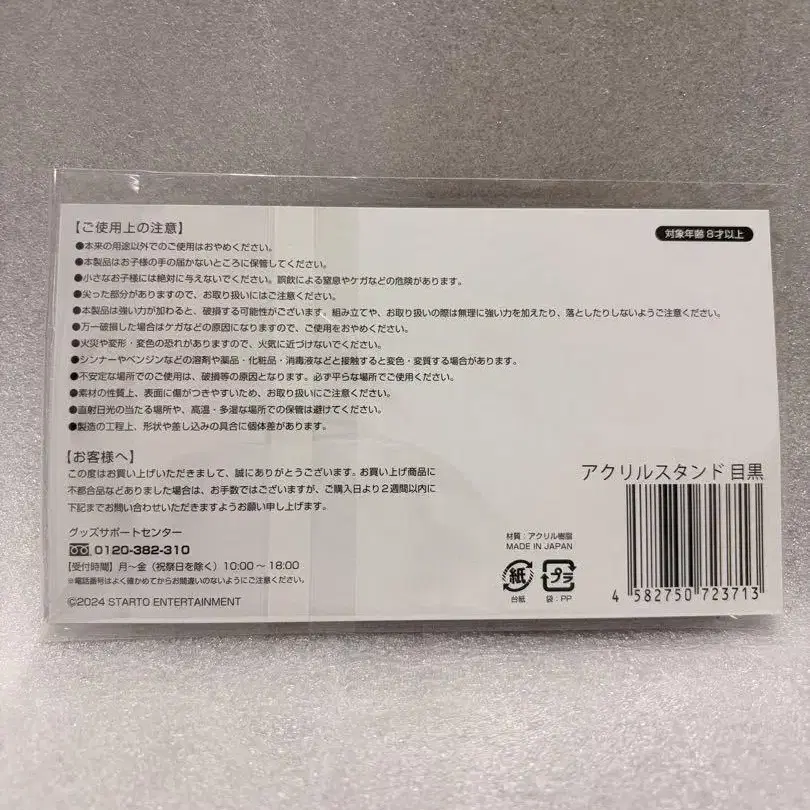 【ご使用上の注意】
対象年齢 8才以上
●本来の用途以外でのご使用はおやめください。
●本製品はお子様の手の届かないところに保管してください。
●小さなお子様には絶対に与えないでください。誤飲による窒息やケガなどの危険があります。
●尖った部分がありますので、お取り扱いにはご注意ください。
●本製品は強い力が加わると、破損する可能性がございます。組み立てや、お取り扱いの際は無理に強い力を加えたり、落としたりしないようご注意ください。
●万一破損した場合はケガなどの原因になりますので、ご使用をおやめください。
●火災や変形・変色の恐れがありますので、火気に近づけないでください。
●シンナーやベンジンなどの溶剤や薬品・化粧品・消毒液などと接触すると変色・変質する場合があります。
●不安定な場所でのご使用は、破損等の原因となります。必ず平らな場所でご使用ください。
●素材の性質上、表面に傷がつきやすいため、お取り扱いにご注意ください。
●直射日光の当たる場所や、高温・多湿な場所での保管は避けてください。
●製造の工程上、形状や差し込みの具合に個体差があります。
【お客様へ】
この度はお買い上げいただきまして、誠にありがとうございます。お買い上げ商品に
不都合品などありました場合は、お手数ではございますが、ご購入日より2週間以内に
下記までお問い合わせいただきますようお願い申し上げます。
グッズサポートセンター
0120-382-310
【受付時間】月〜金（祝祭日を除く）10:00〜18:00
※電話番号はよく確かめてからお間違いのないようにご注意ください。
©2024 STARTO ENTERTAINMENT
アクリルスタンド 目黒
材質：アクリル樹脂
MADE IN JAPAN
紙
プラ
台紙
袋：PP
4 582750 723713